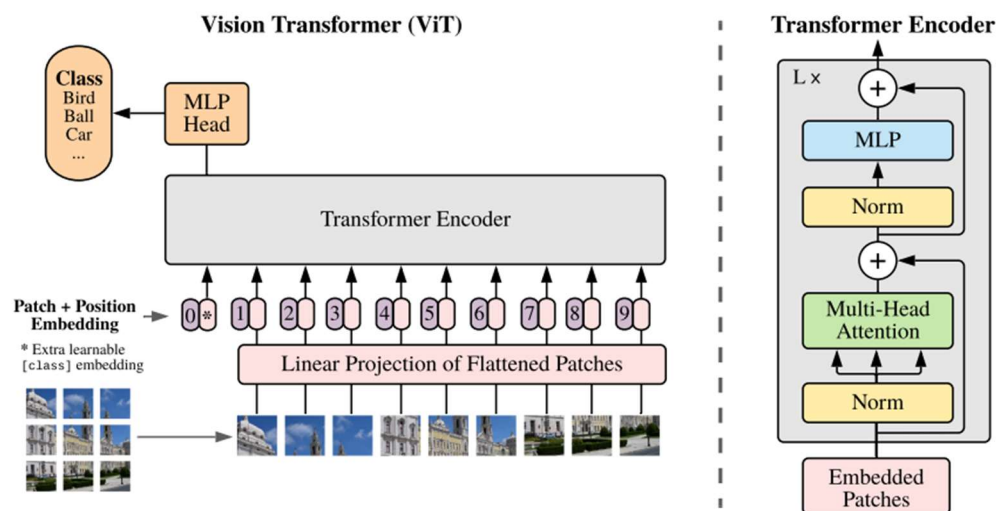 Vision Transformer (ViT)
Class
Bird
Ball
Car
...
MLP
Head
Transformer Encoder
Patch + Position
Embedding
0 * 1 2 3 4 5 6 7 8 9
* Extra learnable
[class] embedding
Linear Projection of Flattened Patches
Transformer Encoder
L x
+
MLP
Norm
+
Multi-Head
Attention
Norm
Embedded
Patches